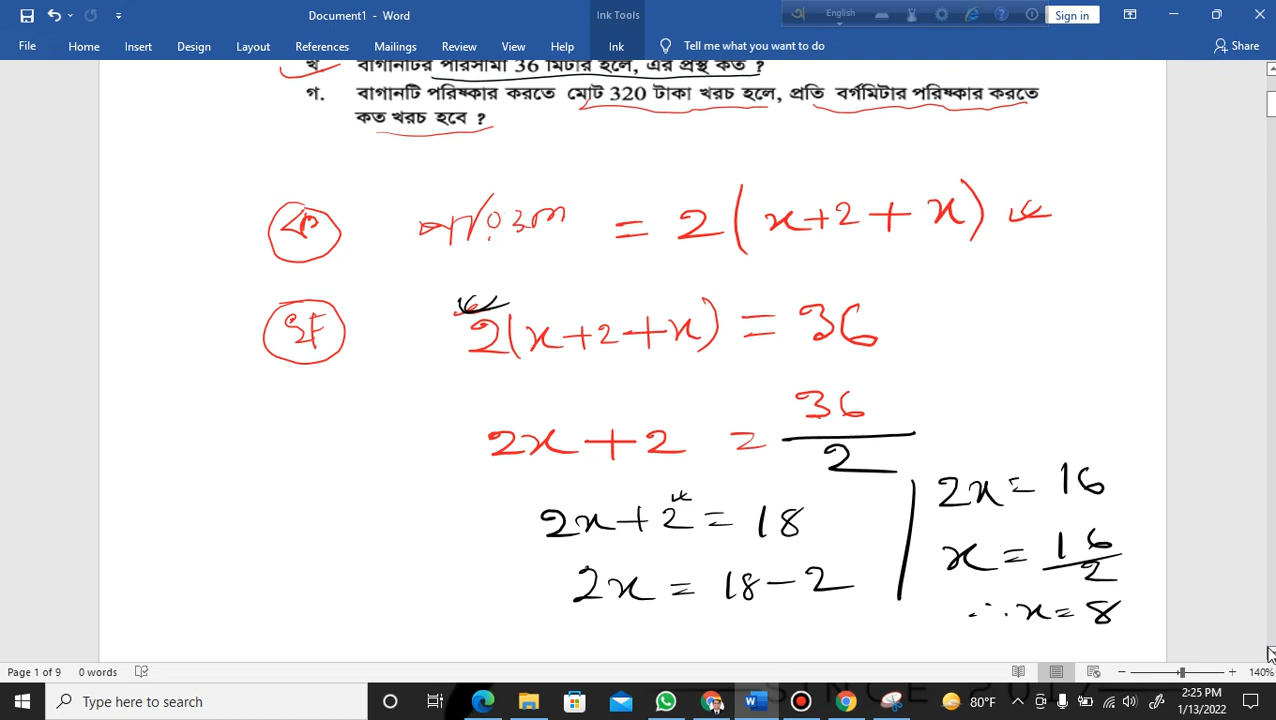 Document1 - Word
Ink Tools
English
Sign in
File Home Insert Design Layout References Mailings Review View Help Ink Tell me what you want to do Share
খ. বাগানটির পরিসীমা 36 মিটার হলে, এর প্রস্থ কত ?
গ. বাগানটি পরিষ্কার করতে মোট 320 টাকা খরচ হলে, প্রতি বর্গমিটার পরিষ্কার করতে
কত খরচ হবে ?
ক = 2(x+2+x)
খ 2(x+2+x) = 36
2x+2 = 36/2
2x+2 = 18
2x = 18-2
2x = 16
x = 16/2
∴ x = 8
Page 1 of 9 0 words 140%
SINCE
Type here to search
80°F
2:25 PM
1/13/2022